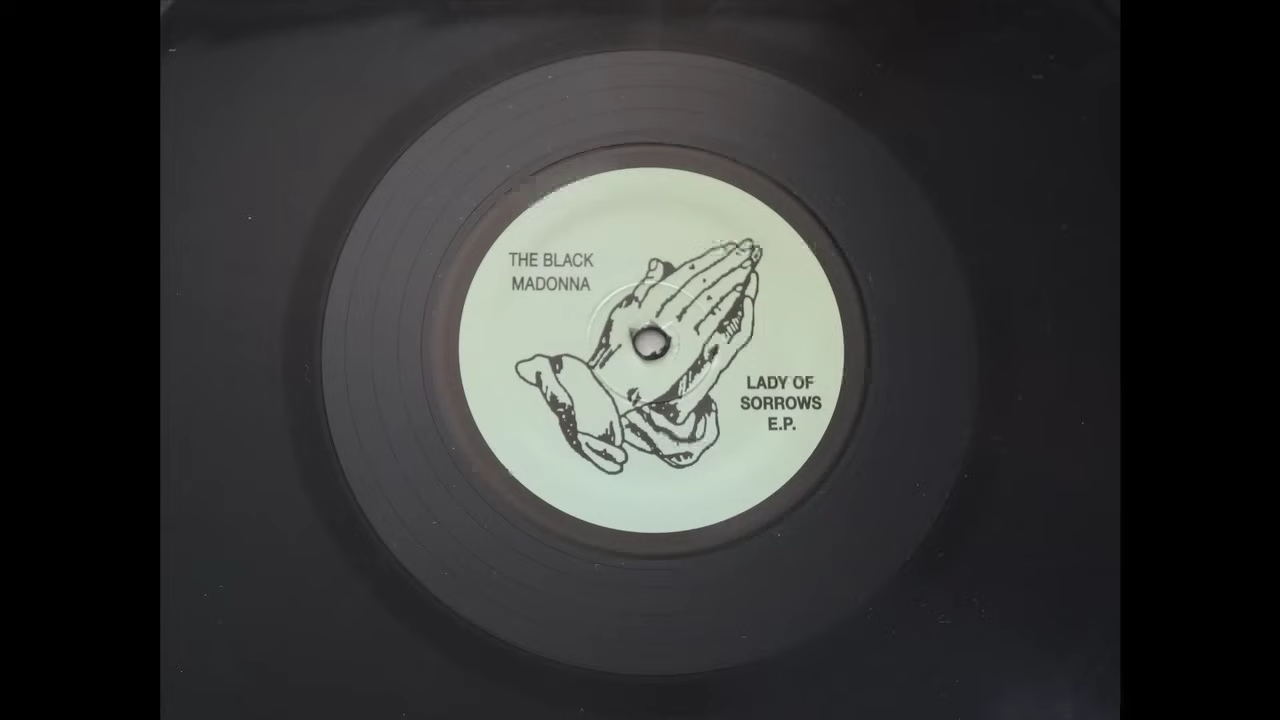 THE BLACK
MADONNA
LADY OF
SORROWS
E.P.